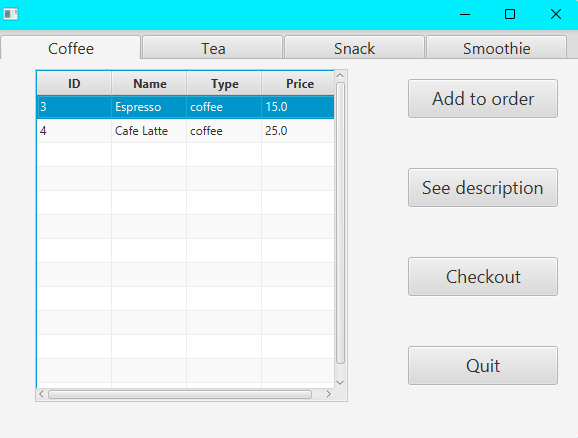 Coffee Tea Snack Smoothie
ID Name Type Price
3 Espresso coffee 15.0
4 Cafe Latte coffee 25.0
Add to order
See description
Checkout
Quit